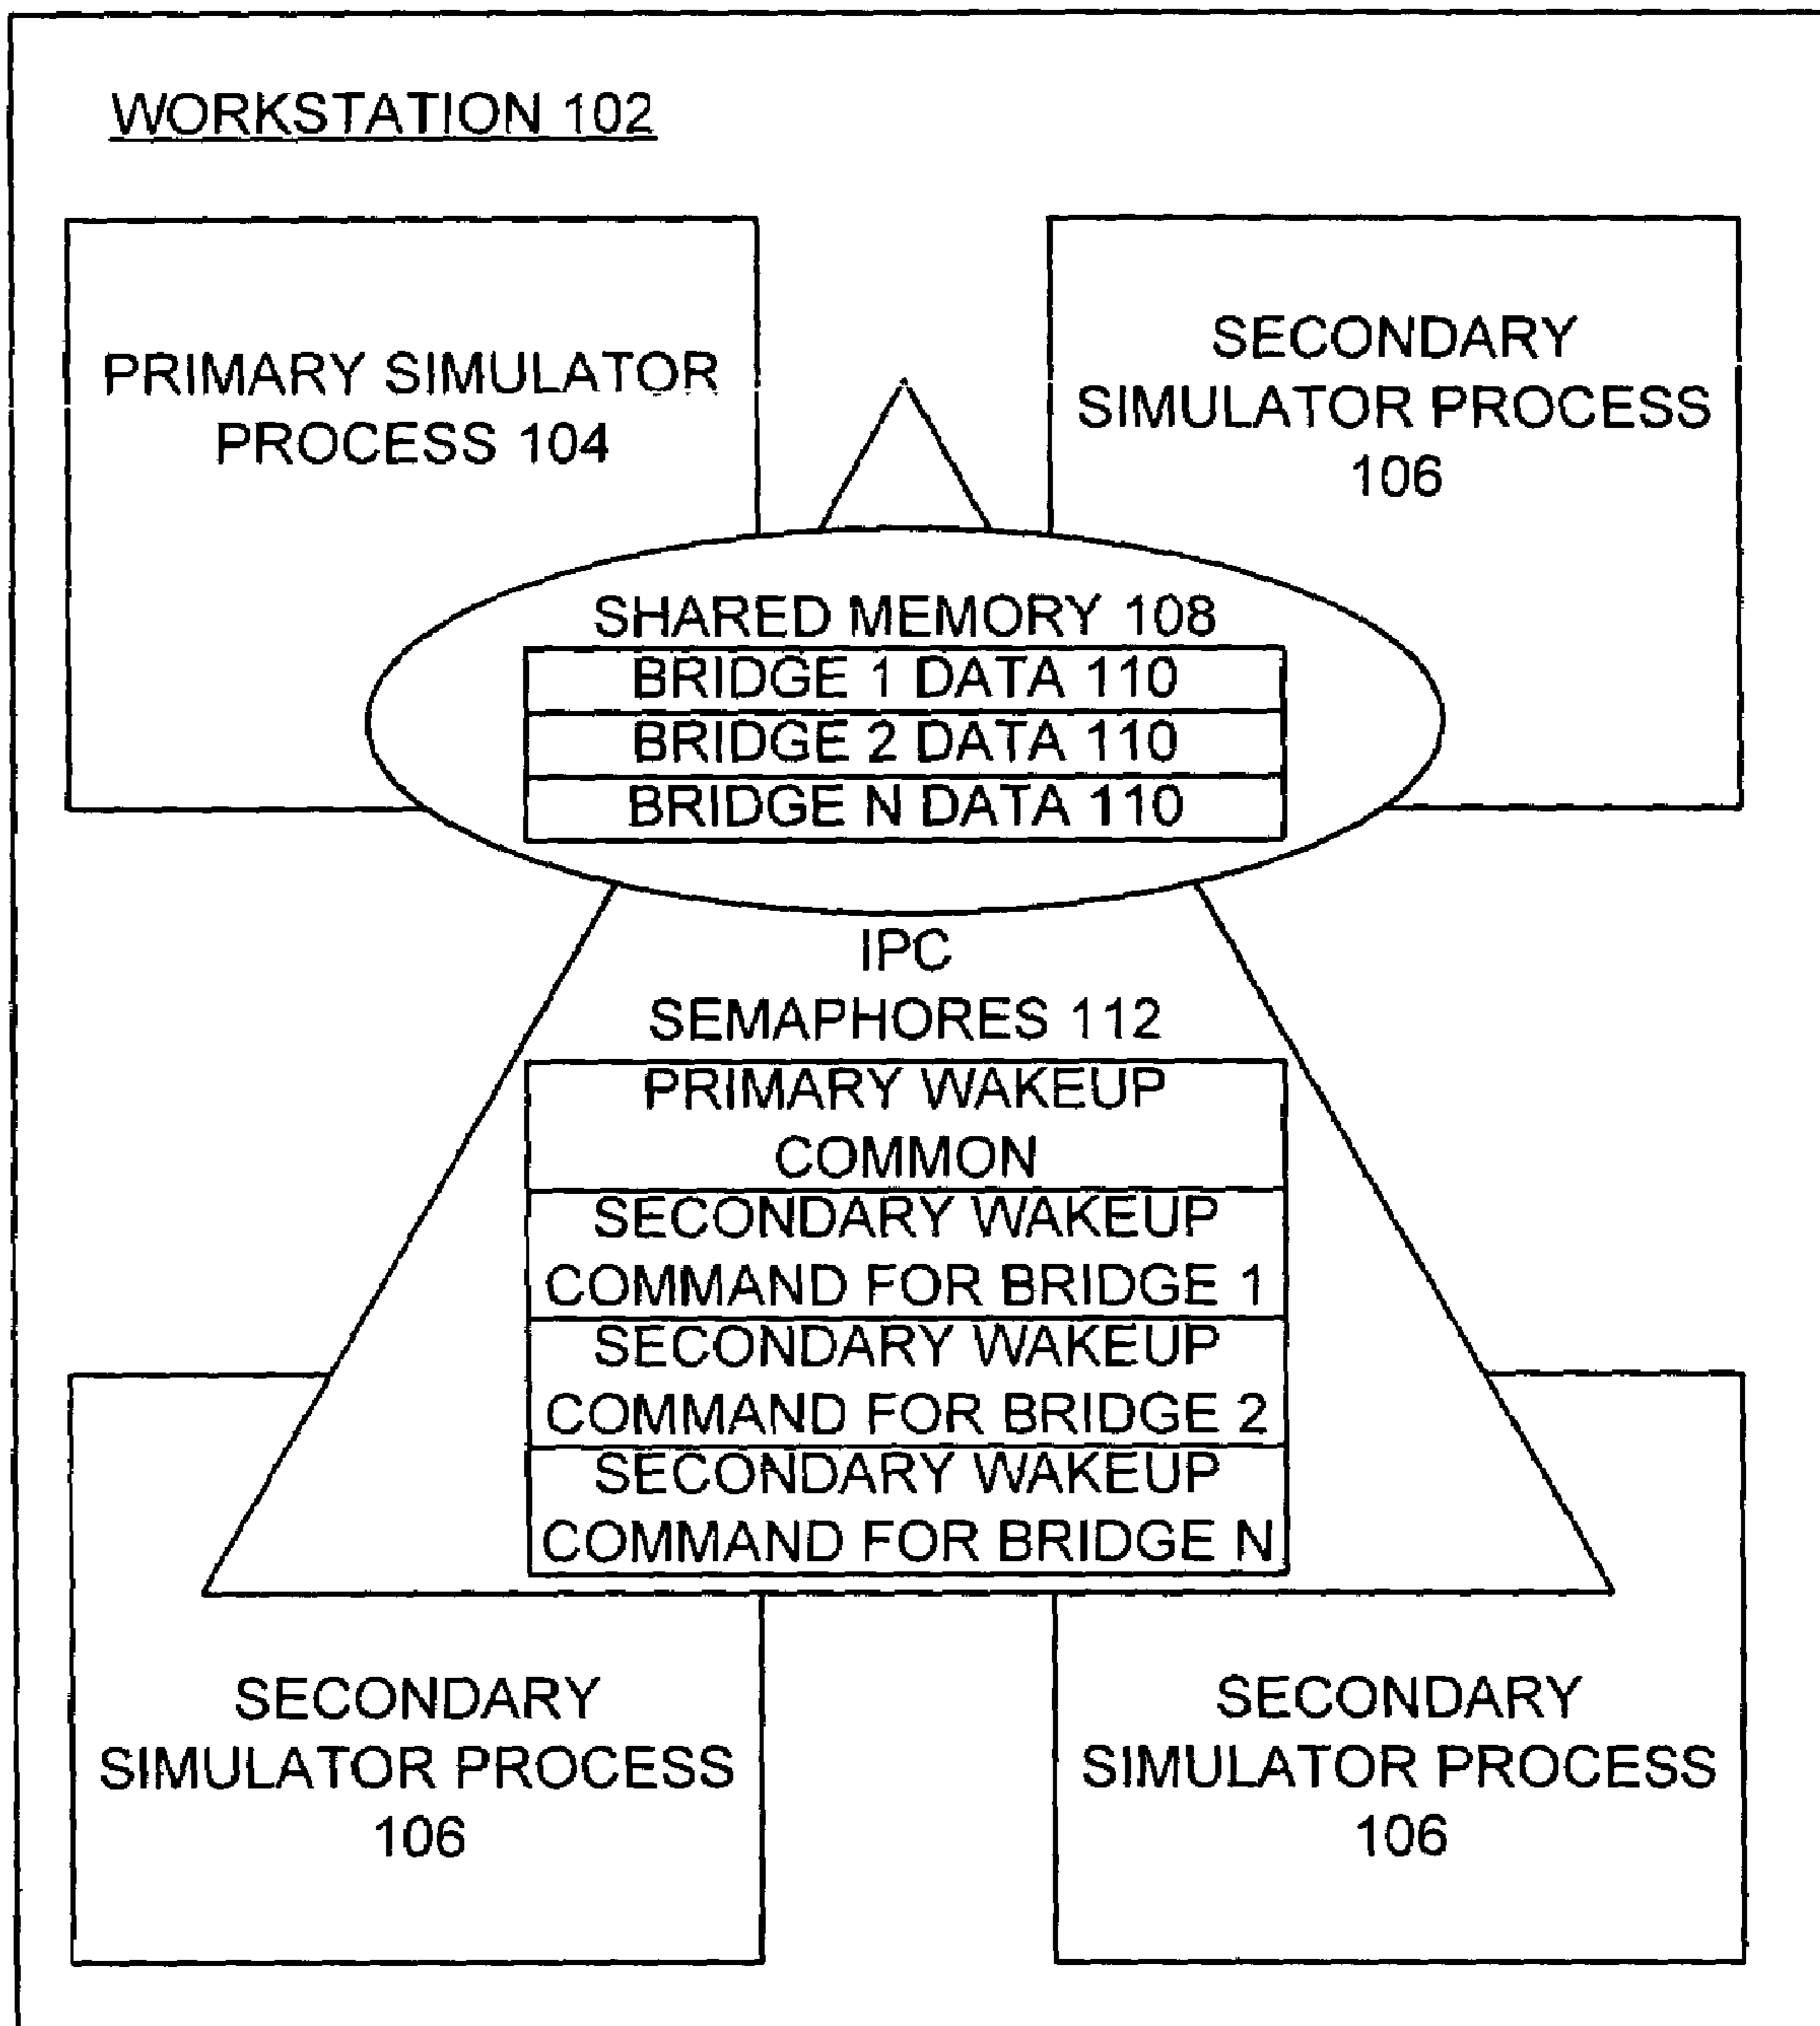 WORKSTATION 102
PRIMARY SIMULATOR
PROCESS 104
SECONDARY
SIMULATOR PROCESS
106
SHARED MEMORY 108
BRIDGE 1 DATA 110
BRIDGE 2 DATA 110
BRIDGE N DATA 110
IPC
SEMAPHORES 112
PRIMARY WAKEUP
COMMON
SECONDARY WAKEUP
COMMAND FOR BRIDGE 1
SECONDARY WAKEUP
COMMAND FOR BRIDGE 2
SECONDARY WAKEUP
COMMAND FOR BRIDGE N
SECONDARY
SIMULATOR PROCESS
106
SECONDARY
SIMULATOR PROCESS
106